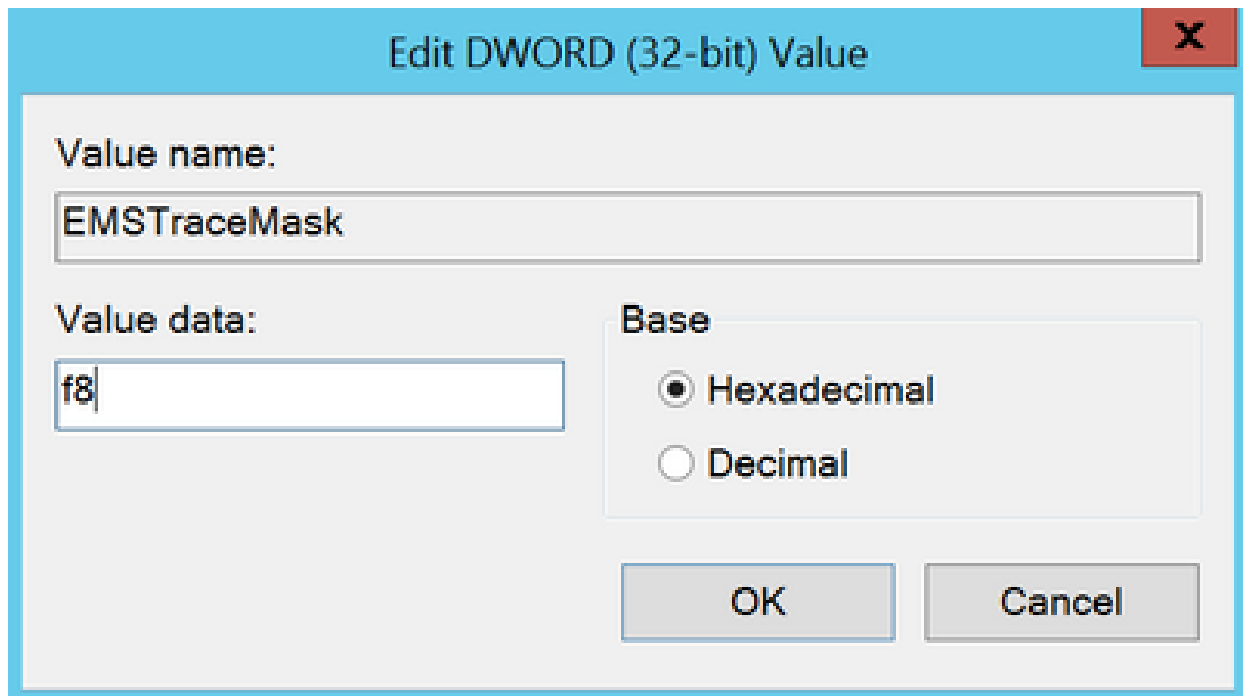 Edit DWORD (32-bit) Value
x
Value name:
EMSTraceMask
Value data:
f8
Base
Hexadecimal
Decimal
OK
Cancel